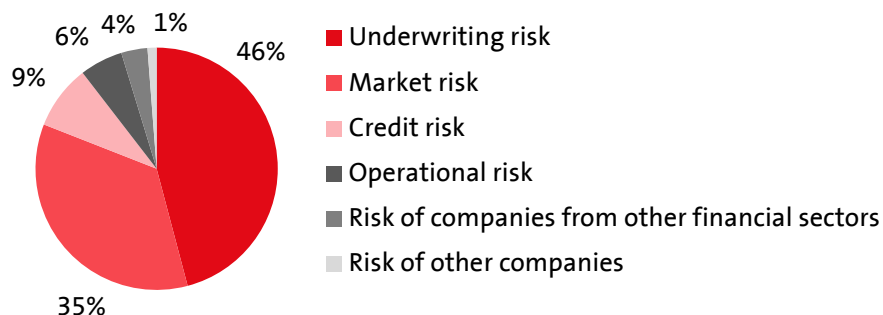 4% 1%
6% 46%
9%
35%
Underwriting risk
Market risk
Credit risk
Operational risk
Risk of companies from other financial sectors
Risk of other companies